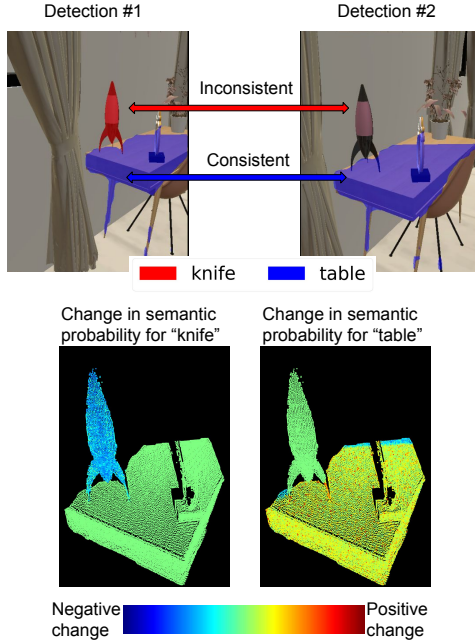 Detection #1
Detection #2
Inconsistent
Consistent
knife
table
Change in semantic
probability for “knife”
Change in semantic
probability for “table”
Negative
change
Positive
change